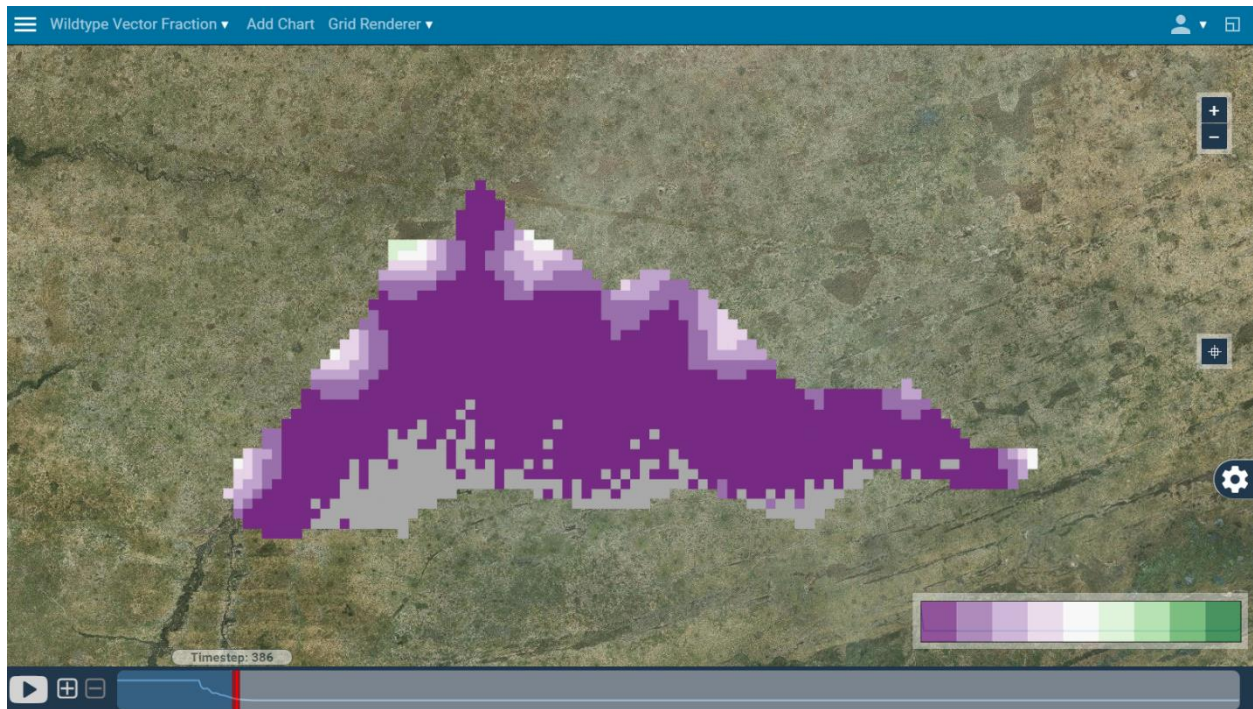 Wildtype Vector Fraction ▾ Add Chart Grid Renderer ▾
+
−
Timestep: 386